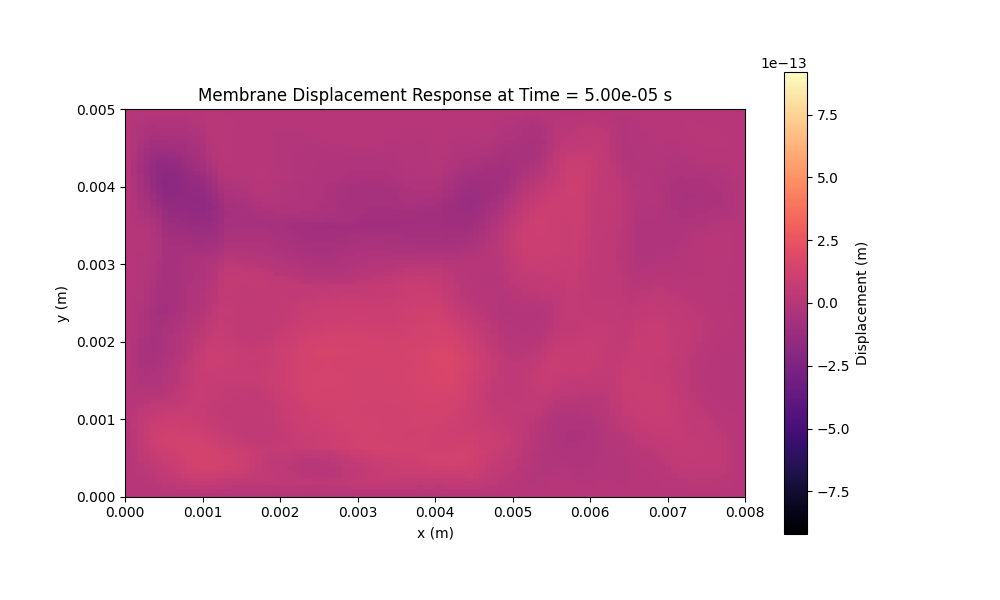 1e−13
Membrane Displacement Response at Time = 5.00e-05 s
0.005
0.004
0.003
0.002
0.001
0.000
y (m)
0.000 0.001 0.002 0.003 0.004 0.005 0.006 0.007 0.008
x (m)
7.5
5.0
2.5
0.0
−2.5
−5.0
−7.5
Displacement (m)